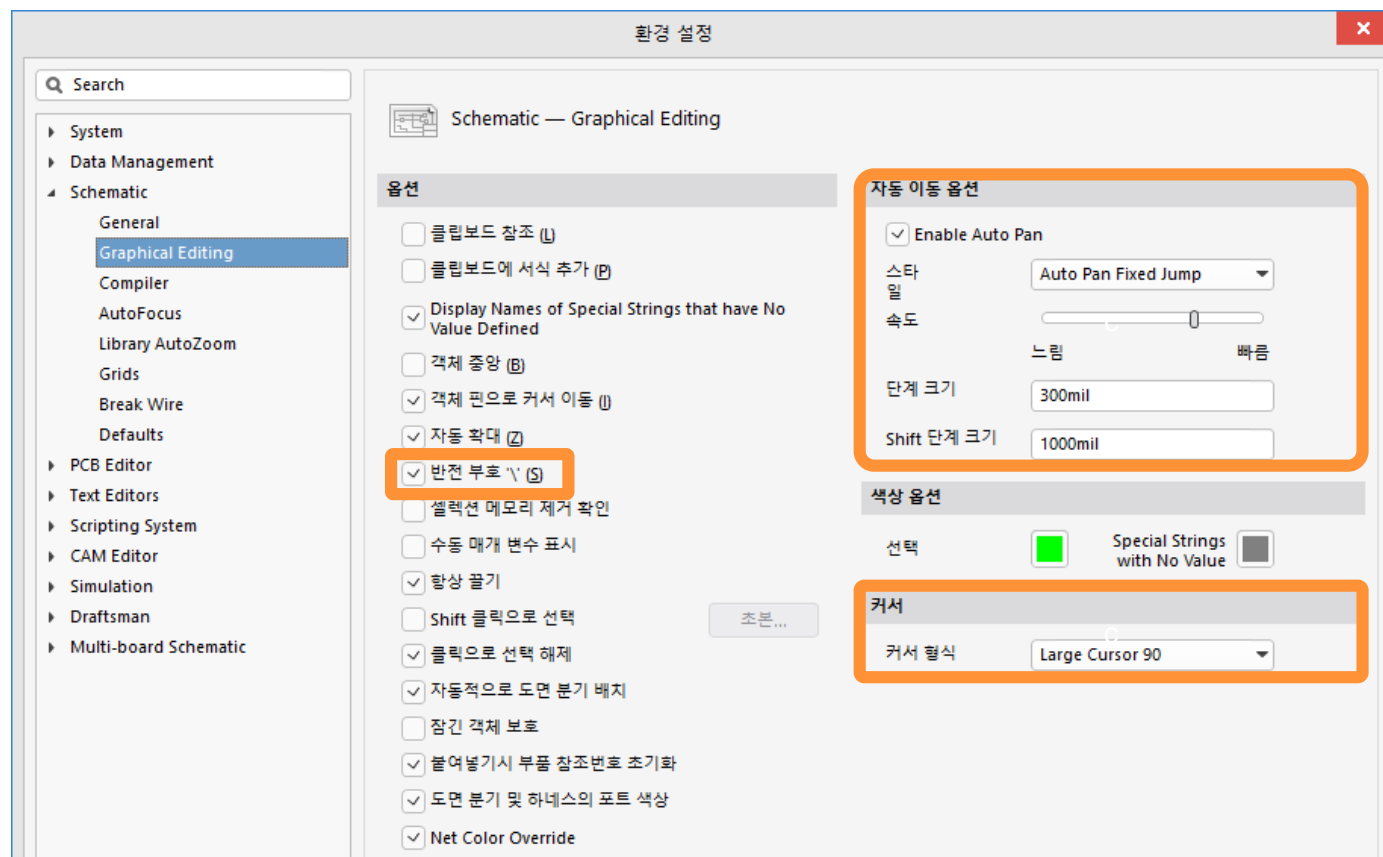 환경 설정
Search
System
Data Management
Schematic
General
Graphical Editing
Compiler
AutoFocus
Library AutoZoom
Grids
Break Wire
Defaults
PCB Editor
Text Editors
Scripting System
CAM Editor
Simulation
Draftsman
Multi-board Schematic
Schematic — Graphical Editing
옵션
클립보드 참조 (L)
클립보드에 서식 추가 (P)
Display Names of Special Strings that have No
Value Defined
객체 중앙 (B)
객체 핀으로 커서 이동 (I)
자동 확대 (Z)
반전 부호 '\' (S)
셀렉션 메모리 제거 확인
수동 매개 변수 표시
항상 끌기
Shift 클릭으로 선택
초본...
클릭으로 선택 해제
자동적으로 도면 분기 배치
잠긴 객체 보호
붙여넣기시 부품 참조번호 초기화
도면 분기 및 하네스의 포트 색상
Net Color Override
자동 이동 옵션
Enable Auto Pan
스타
일
Auto Pan Fixed Jump
속도
C
느림 빠름
단계 크기
300mil
Shift 단계 크기
1000mil
색상 옵션
선택
Special Strings
with No Value
커서
C
커서 형식
Large Cursor 90